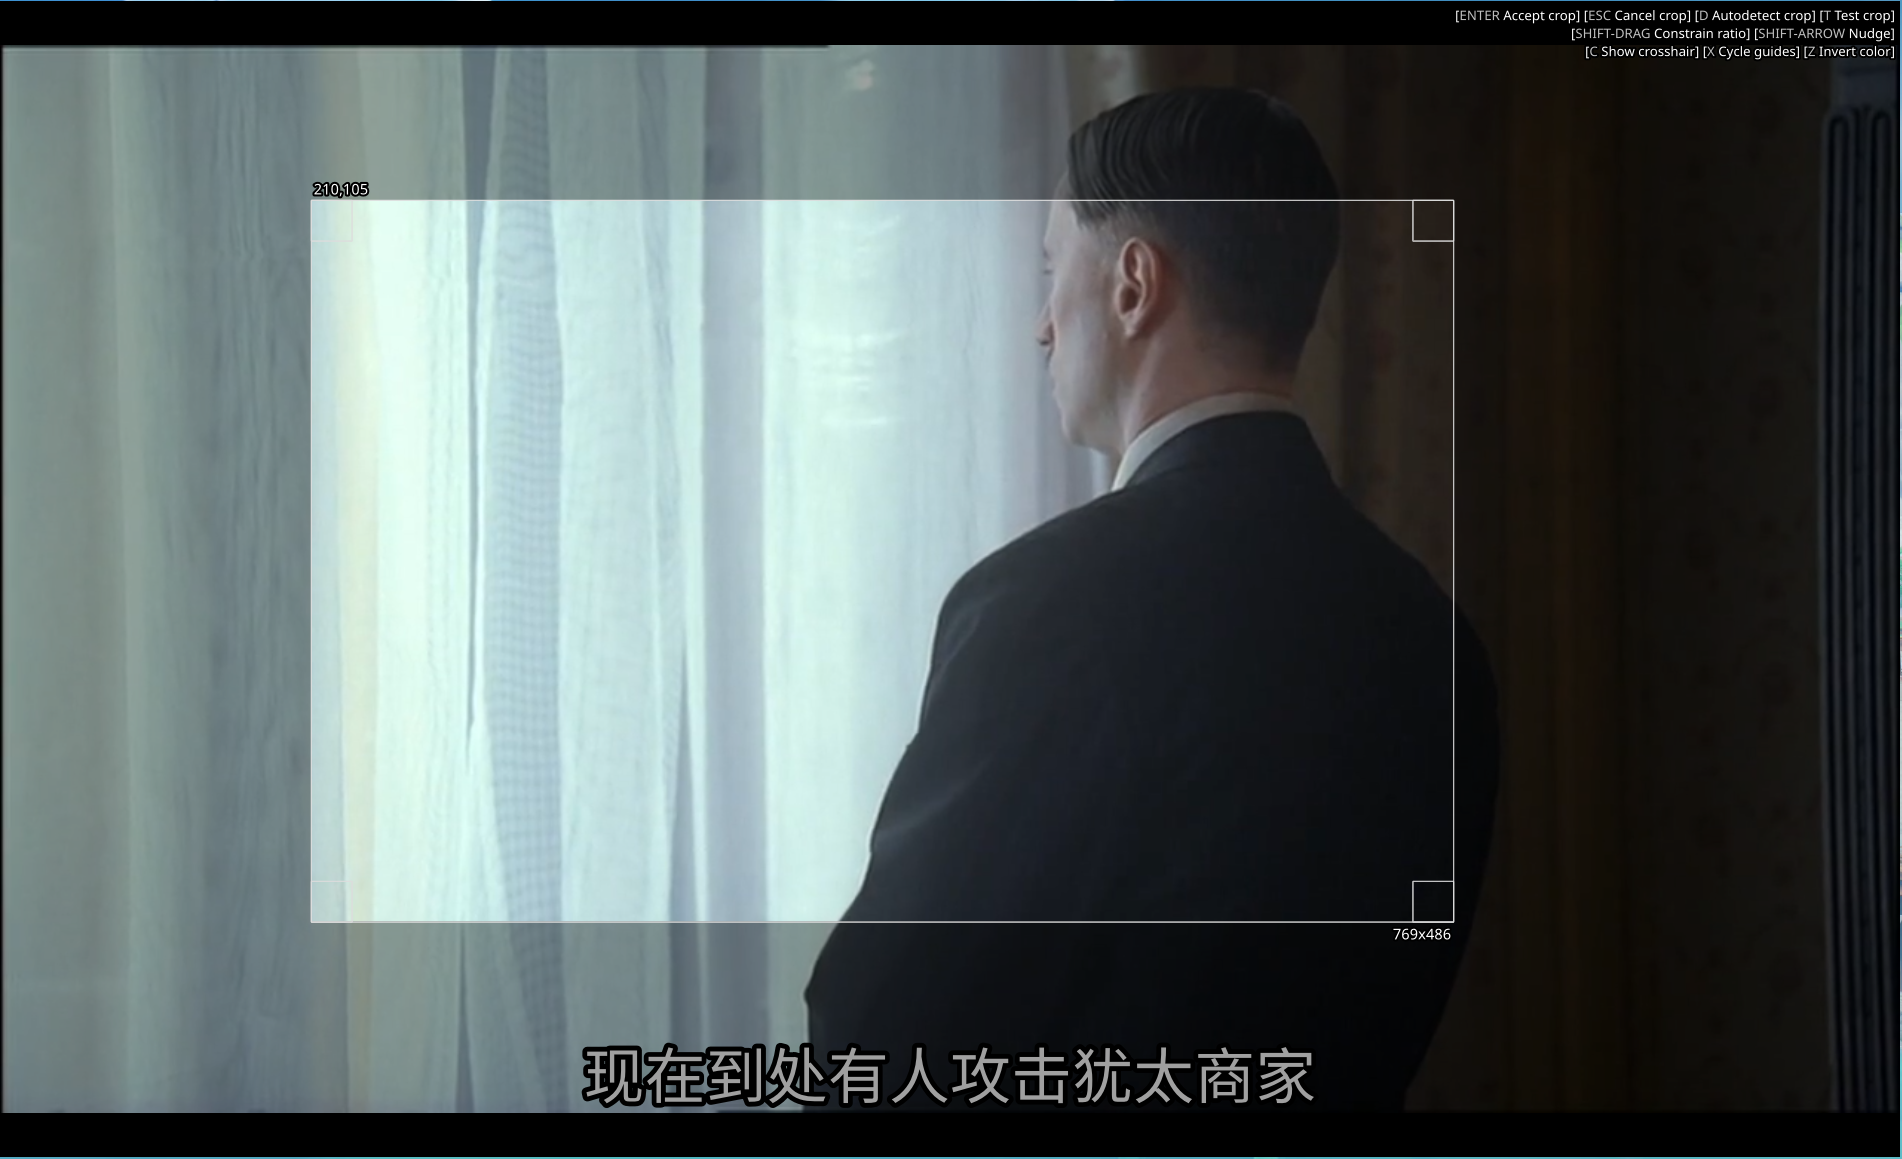 [ENTER Accept crop] [ESC Cancel crop] [D Autodetect crop] [T Test crop]
[SHIFT-DRAG Constrain ratio] [SHIFT-ARROW Nudge]
[C Show crosshair] [X Cycle guides] [Z Invert color]
210,105
769x486
现在到处有人攻击犹太商家